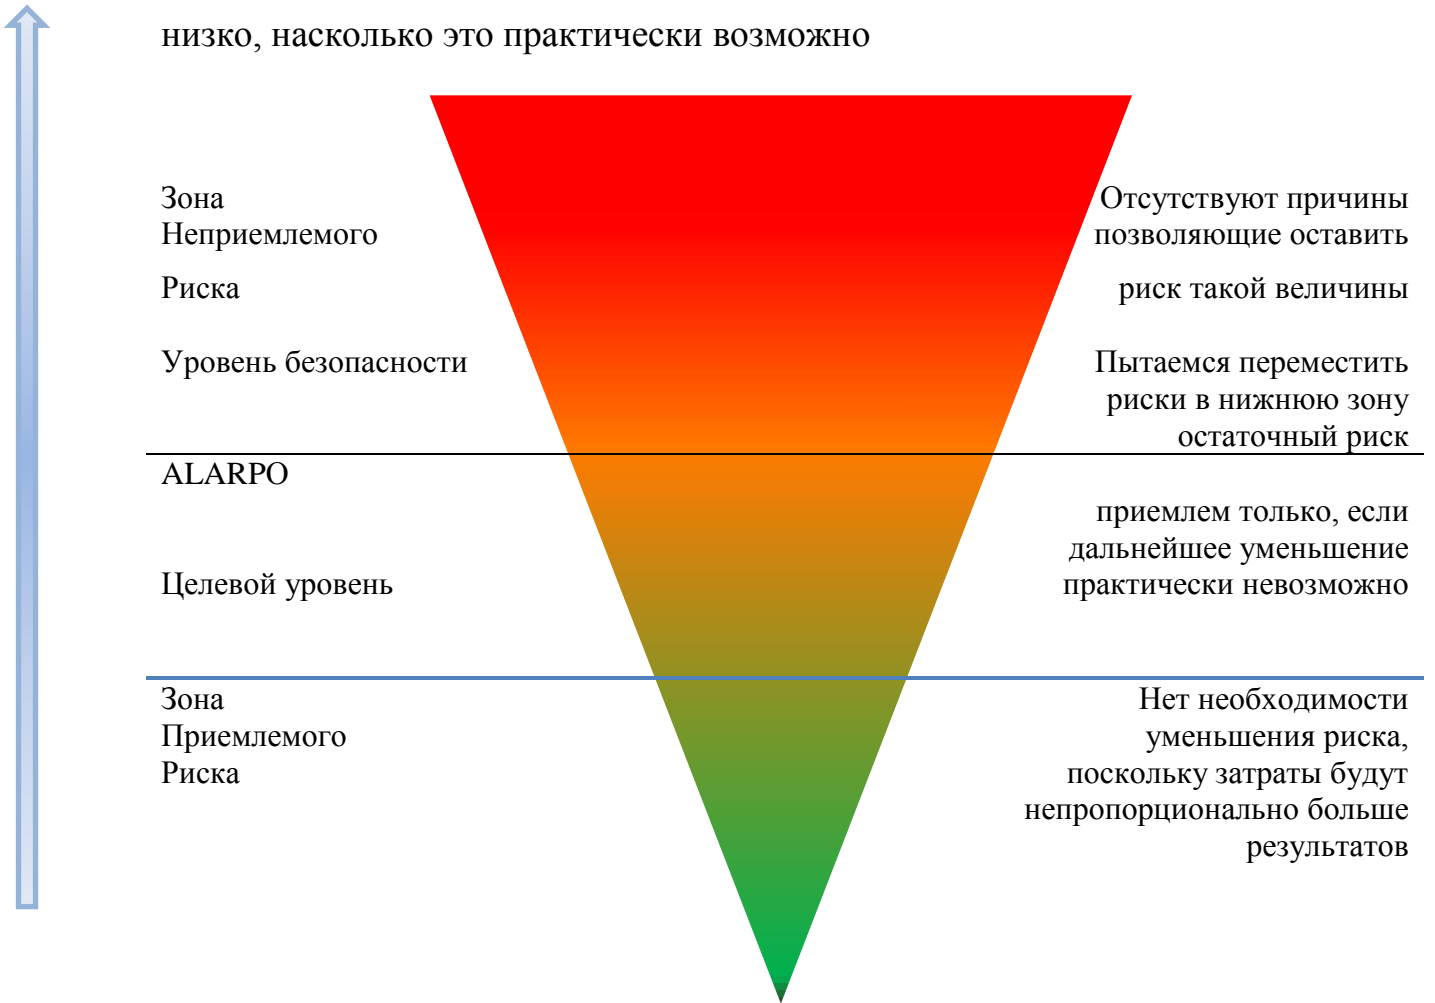 низко, насколько это практически возможно
Зона
Неприемлемого
Риска
Отсутствуют причины
позволяющие оставить
риск такой величины
Уровень безопасности
Пытаемся переместить
риски в нижнюю зону
остаточный риск
ALARPO
приемлем только, если
дальнейшее уменьшение
практически невозможно
Целевой уровень
Зона
Приемлемого
Риска
Нет необходимости
уменьшения риска,
поскольку затраты будут
непропорционально больше
результатов